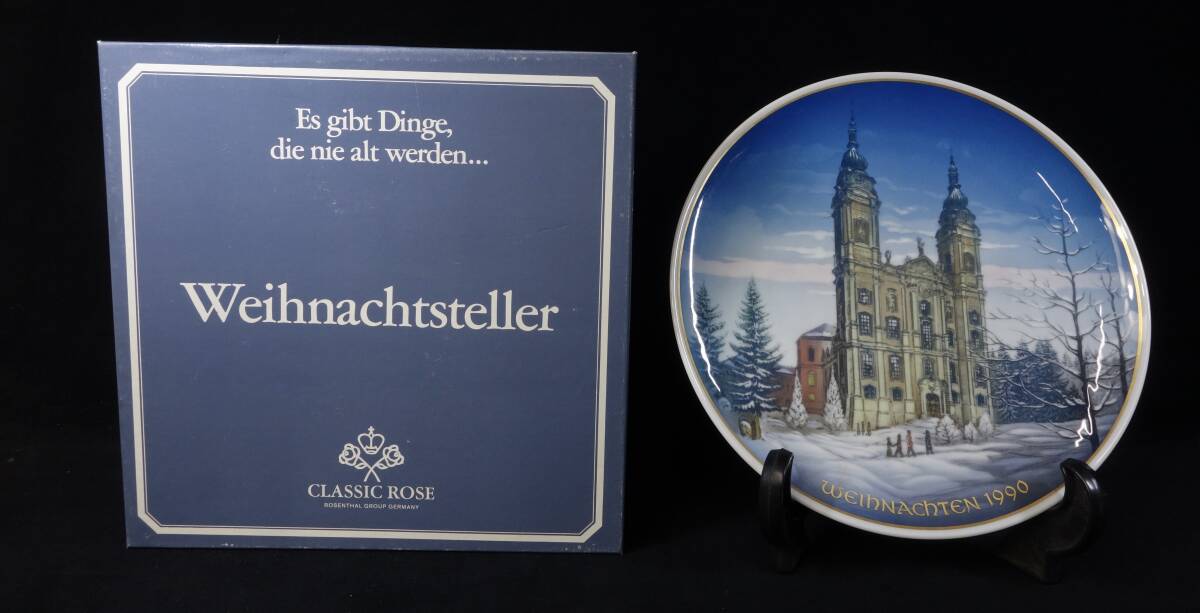 Es gibt Dinge,
die nie alt werden...
Weihnachtsteller
CLASSIC ROSE
ROSENTHAL GROUP GERMANY
WEIHNACHTEN 1990